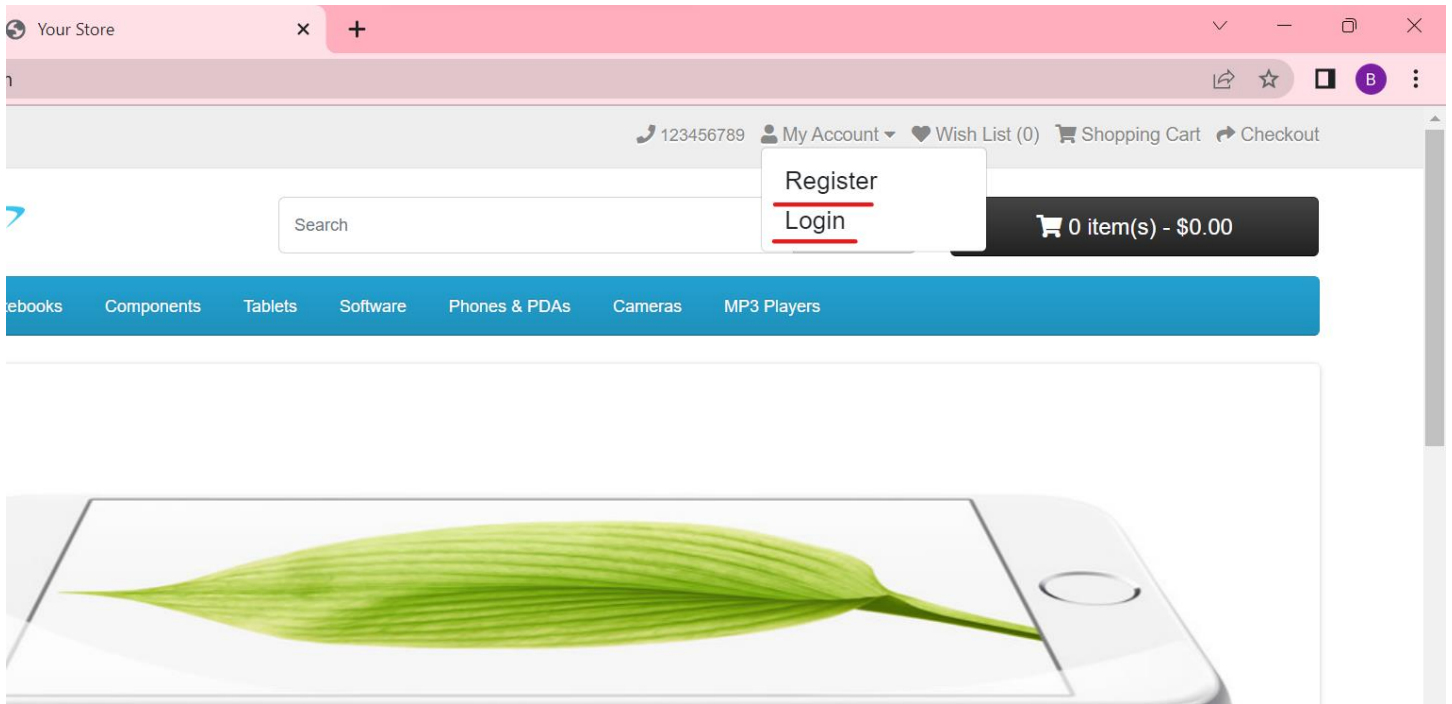 Your Store
B
123456789 My Account Wish List (0) Shopping Cart Checkout
Register
Login
Search
0 item(s) - $0.00
tebooks Components Tablets Software Phones & PDAs Cameras MP3 Players